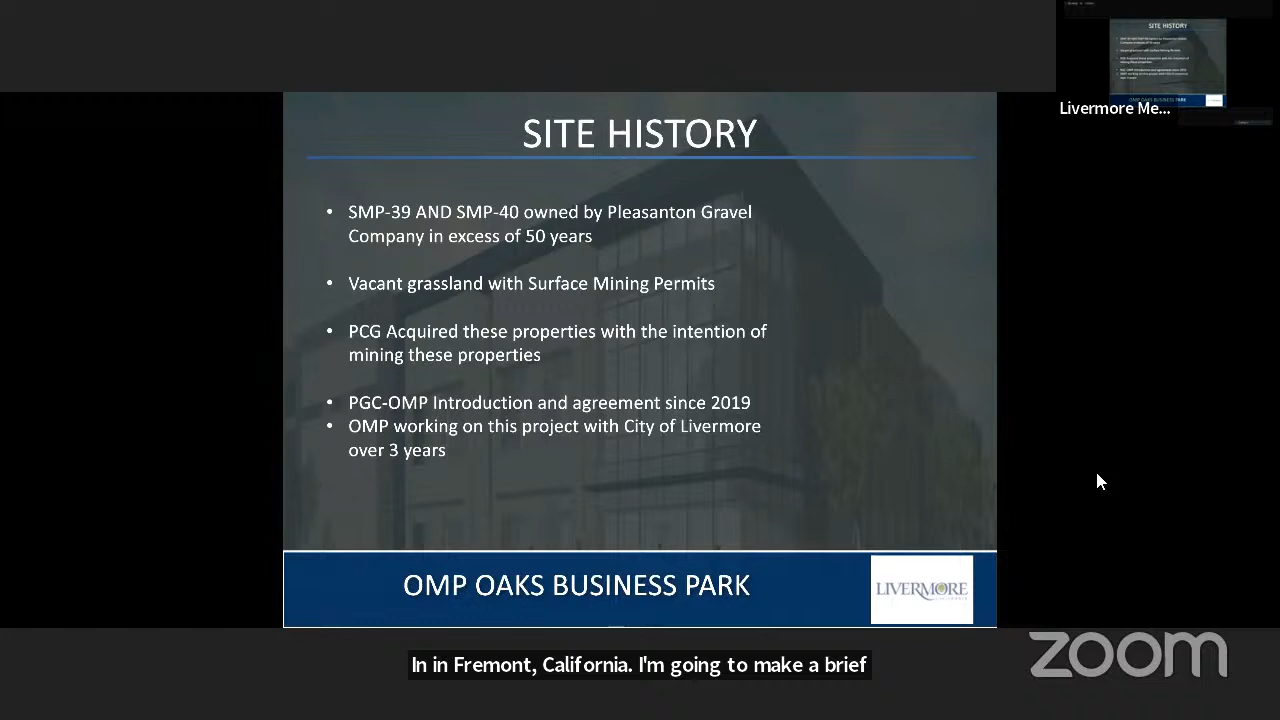 SITE HISTORY
Livermore Me...
SITE HISTORY
• SMP-39 AND SMP-40 owned by Pleasanton Gravel
Company in excess of 50 years
• Vacant grassland with Surface Mining Permits
• PCG Acquired these properties with the intention of
mining these properties
• PGC-OMP Introduction and agreement since 2019
• OMP working on this project with City of Livermore
over 3 years
OMP OAKS BUSINESS PARK
LIVERMORE
In in Fremont, California. I'm going to make a brief
zoom